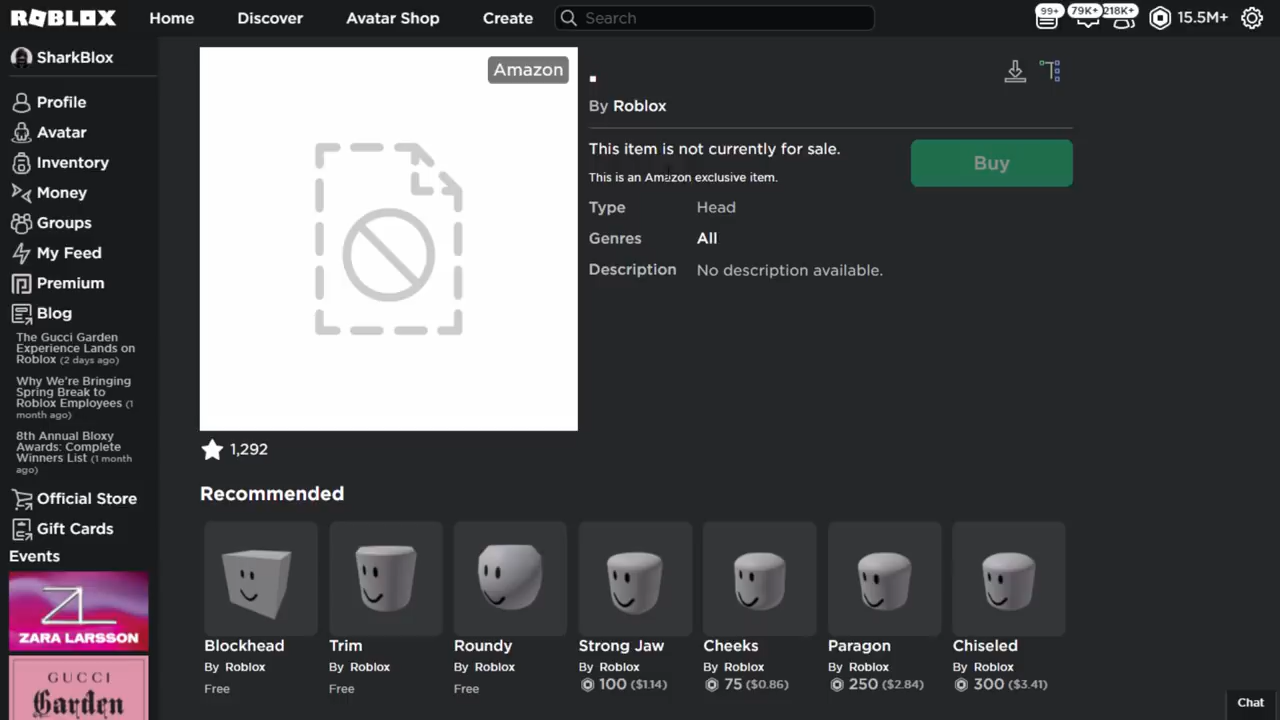 ROBLOX
Home
Discover
Avatar Shop
Create
Search
99+
79K+
218K+
15.5M+
SharkBlox
Profile
Avatar
Inventory
Money
Groups
My Feed
Premium
Blog
The Gucci Garden
Experience Lands on
Roblox (2 days ago)
Why We're Bringing
Spring Break to
Roblox Employees (1
month ago)
8th Annual Bloxy
Awards: Complete
Winners List (1 month
ago)
Official Store
Gift Cards
Events
ZARA LARSSON
GUCCI
Garden
Amazon
.
By Roblox
This item is not currently for sale.
This is an Amazon exclusive item.
Buy
Type Head
Genres All
Description No description available.
1,292
Recommended
Blockhead
By Roblox
Free
Trim
By Roblox
Free
Roundy
By Roblox
Free
Strong Jaw
By Roblox
100 ($1.14)
Cheeks
By Roblox
75 ($0.86)
Paragon
By Roblox
250 ($2.84)
Chiseled
By Roblox
300 ($3.41)
Chat